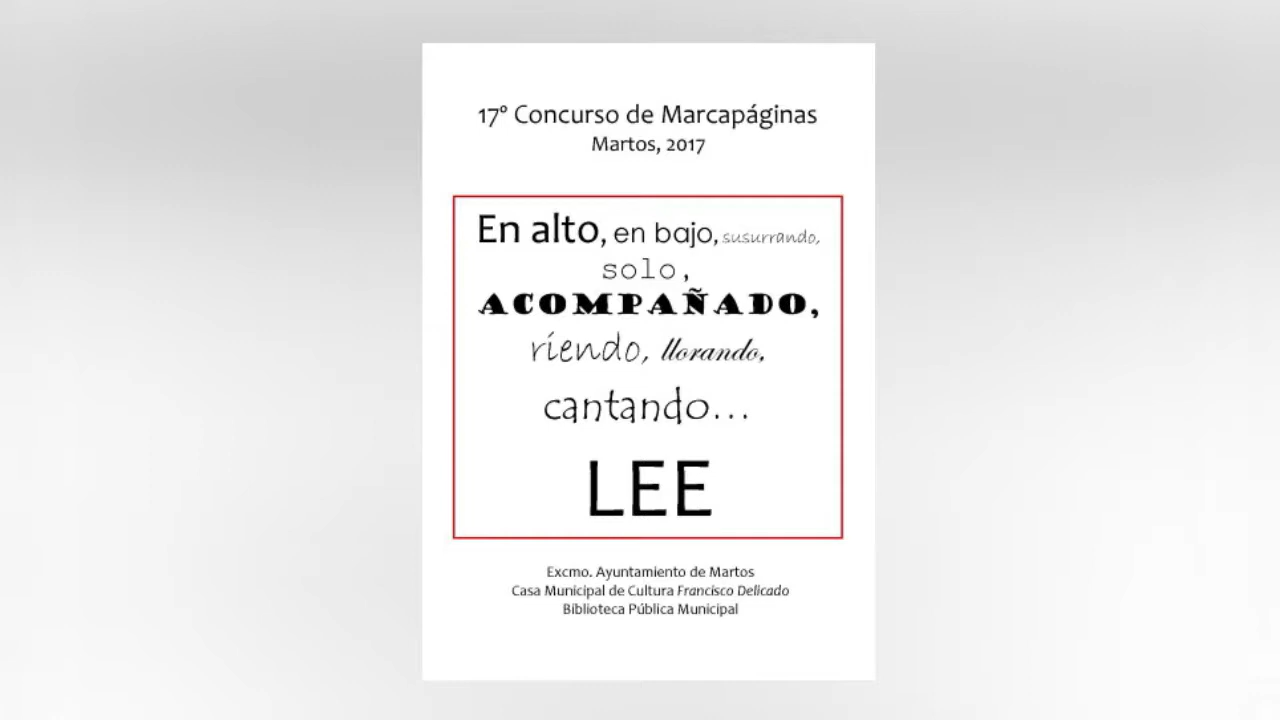 17º Concurso de Marcapáginas
Martos, 2017
En alto, en bajo, susurrando,
solo,
ACOMPAÑADO,
riendo, llorando,
cantando...
LEE
Excmo. Ayuntamiento de Martos
Casa Municipal de Cultura Francisco Delicado
Biblioteca Pública Municipal